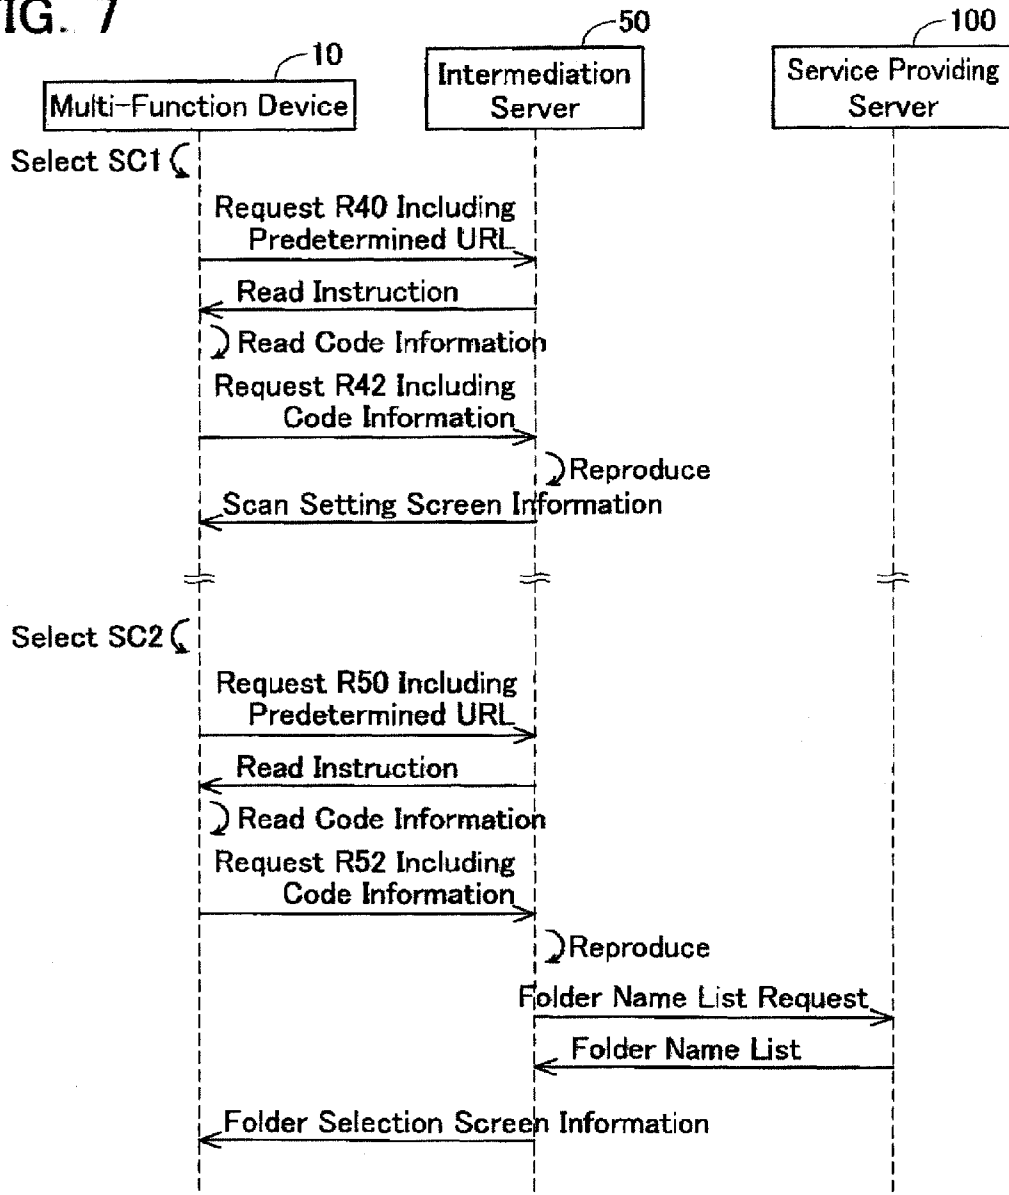 FIG. 7
10
50
100
Multi-Function Device
Intermediation
Server
Service Providing
Server
Select SC1
Request R40 Including
Predetermined URL
Read Instruction
Read Code Information
Request R42 Including
Code Information
Reproduce
Scan Setting Screen Information
Select SC2
Request R50 Including
Predetermined URL
Read Instruction
Read Code Information
Request R52 Including
Code Information
Reproduce
Folder Name List Request
Folder Name List
Folder Selection Screen Information